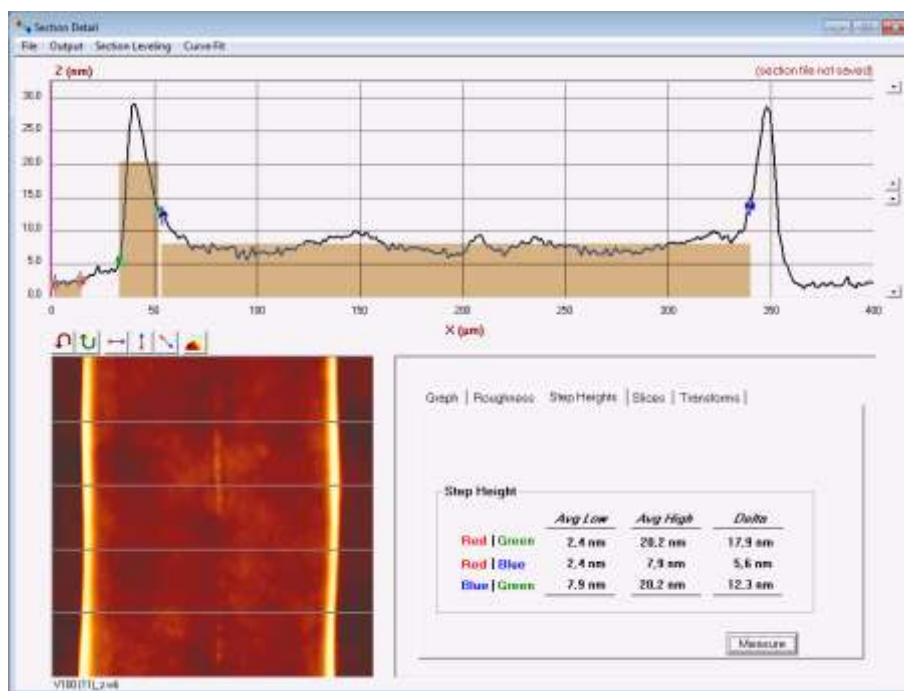 Section Detail
File Output Section Leveling Curve Fit
Z (nm) (section file not saved)
30.0
25.0
20.0
15.0
10.0
5.0
0.0
0 50 100 150 200 250 300 350 400
X (µm)
Graph | Roughness Step Heights | Slices | Transforms |
Step Height
Avg Low Avg High Delta
Red | Green 2.4 nm 20.2 nm 17.9 nm
Red | Blue 2.4 nm 7.9 nm 5.6 nm
Blue | Green 7.9 nm 20.2 nm 12.3 nm
Measure